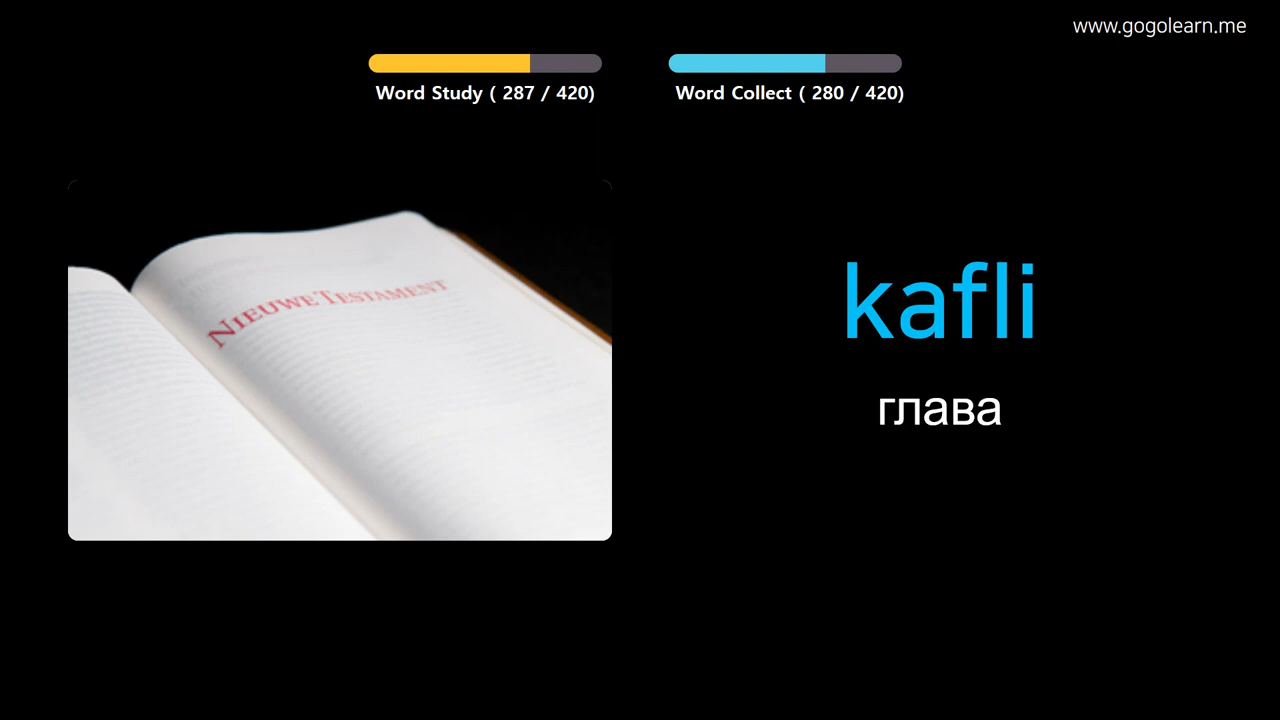 www.gogolearn.me
Word Study ( 287 / 420)
Word Collect ( 280 / 420)
NIEUWE TESTAMENT
kafli
глава